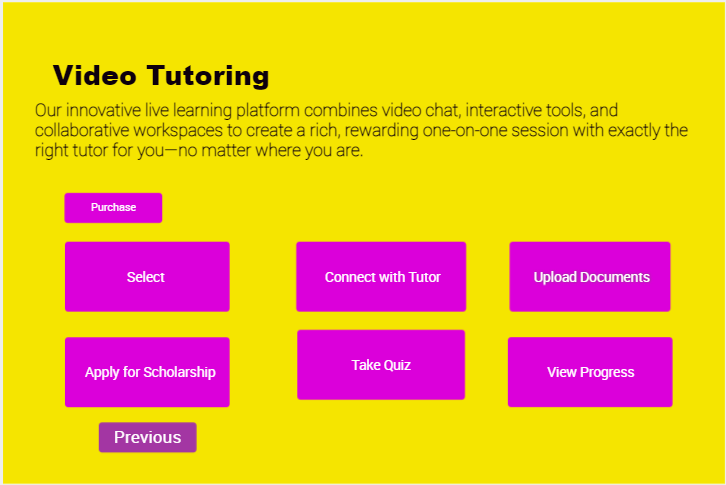 Video Tutoring
Our innovative live learning platform combines video chat, interactive tools, and
collaborative workspaces to create a rich, rewarding one-on-one session with exactly the
right tutor for you—no matter where you are.
Purchase
Select
Connect with Tutor
Upload Documents
Apply for Scholarship
Take Quiz
View Progress
Previous